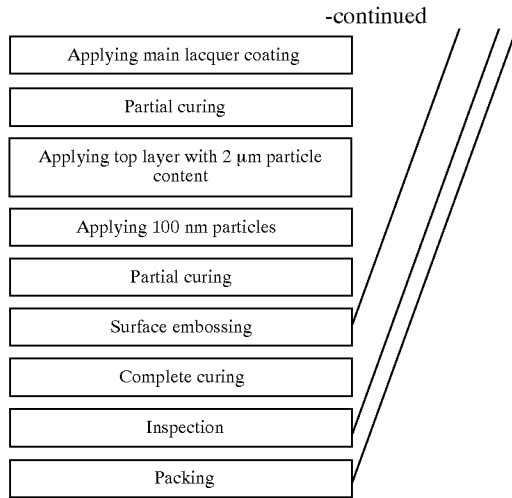 -continued
Applying main lacquer coating
Partial curing
Applying top layer with 2 μm particle
content
Applying 100 nm particles
Partial curing
Surface embossing
Complete curing
Inspection
Packing